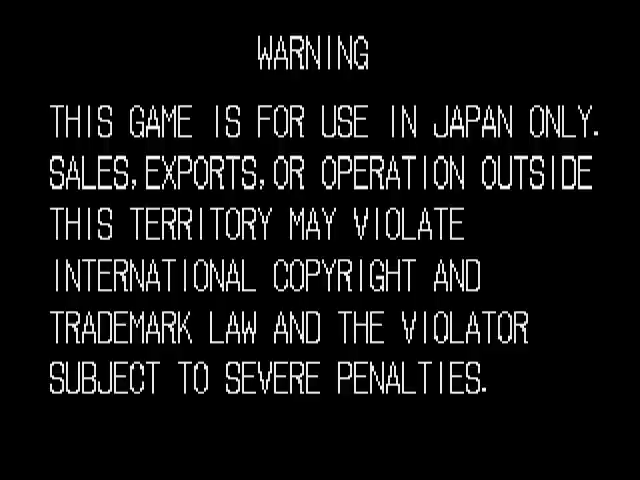 WARNING
THIS GAME IS FOR USE IN JAPAN ONLY.
SALES,EXPORTS,OR OPERATION OUTSIDE
THIS TERRITORY MAY VIOLATE
INTERNATIONAL COPYRIGHT AND
TRADEMARK LAW AND THE VIOLATOR
SUBJECT TO SEVERE PENALTIES.